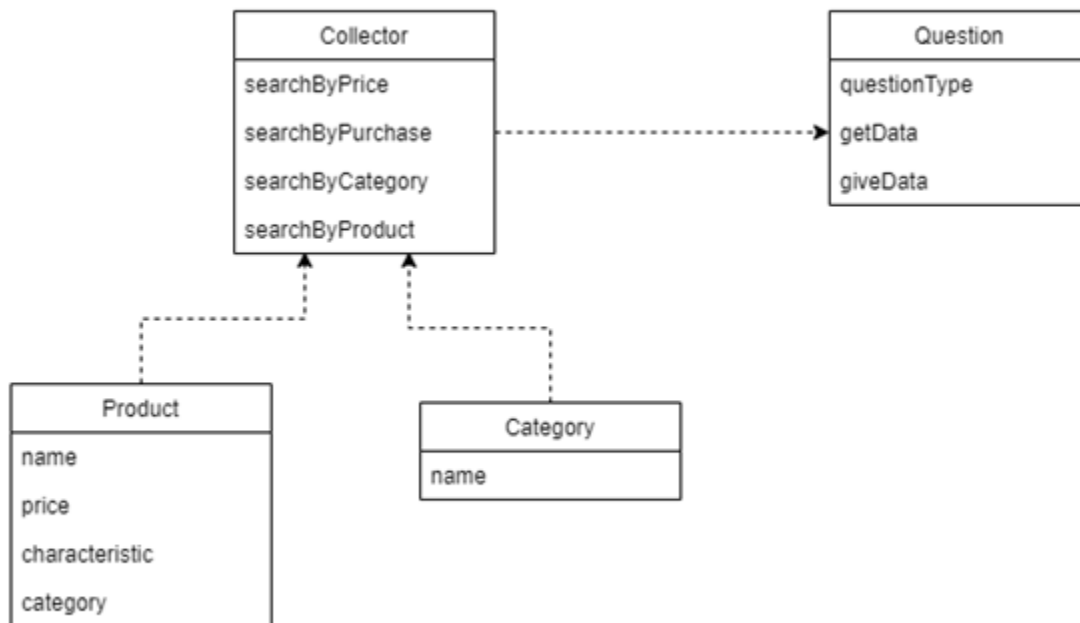 Collector
searchByPrice
searchByPurchase
searchByCategory
searchByProduct
Question
questionType
getData
giveData
Product
name
price
characteristic
category
Category
name